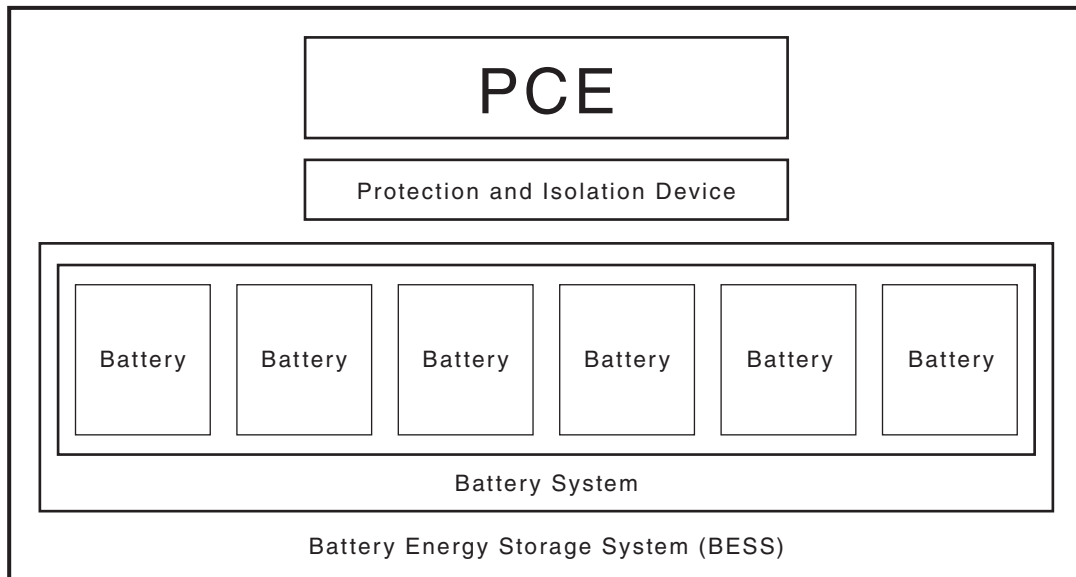 PCE
Protection and Isolation Device
Battery Battery Battery Battery Battery Battery
Battery System
Battery Energy Storage System (BESS)